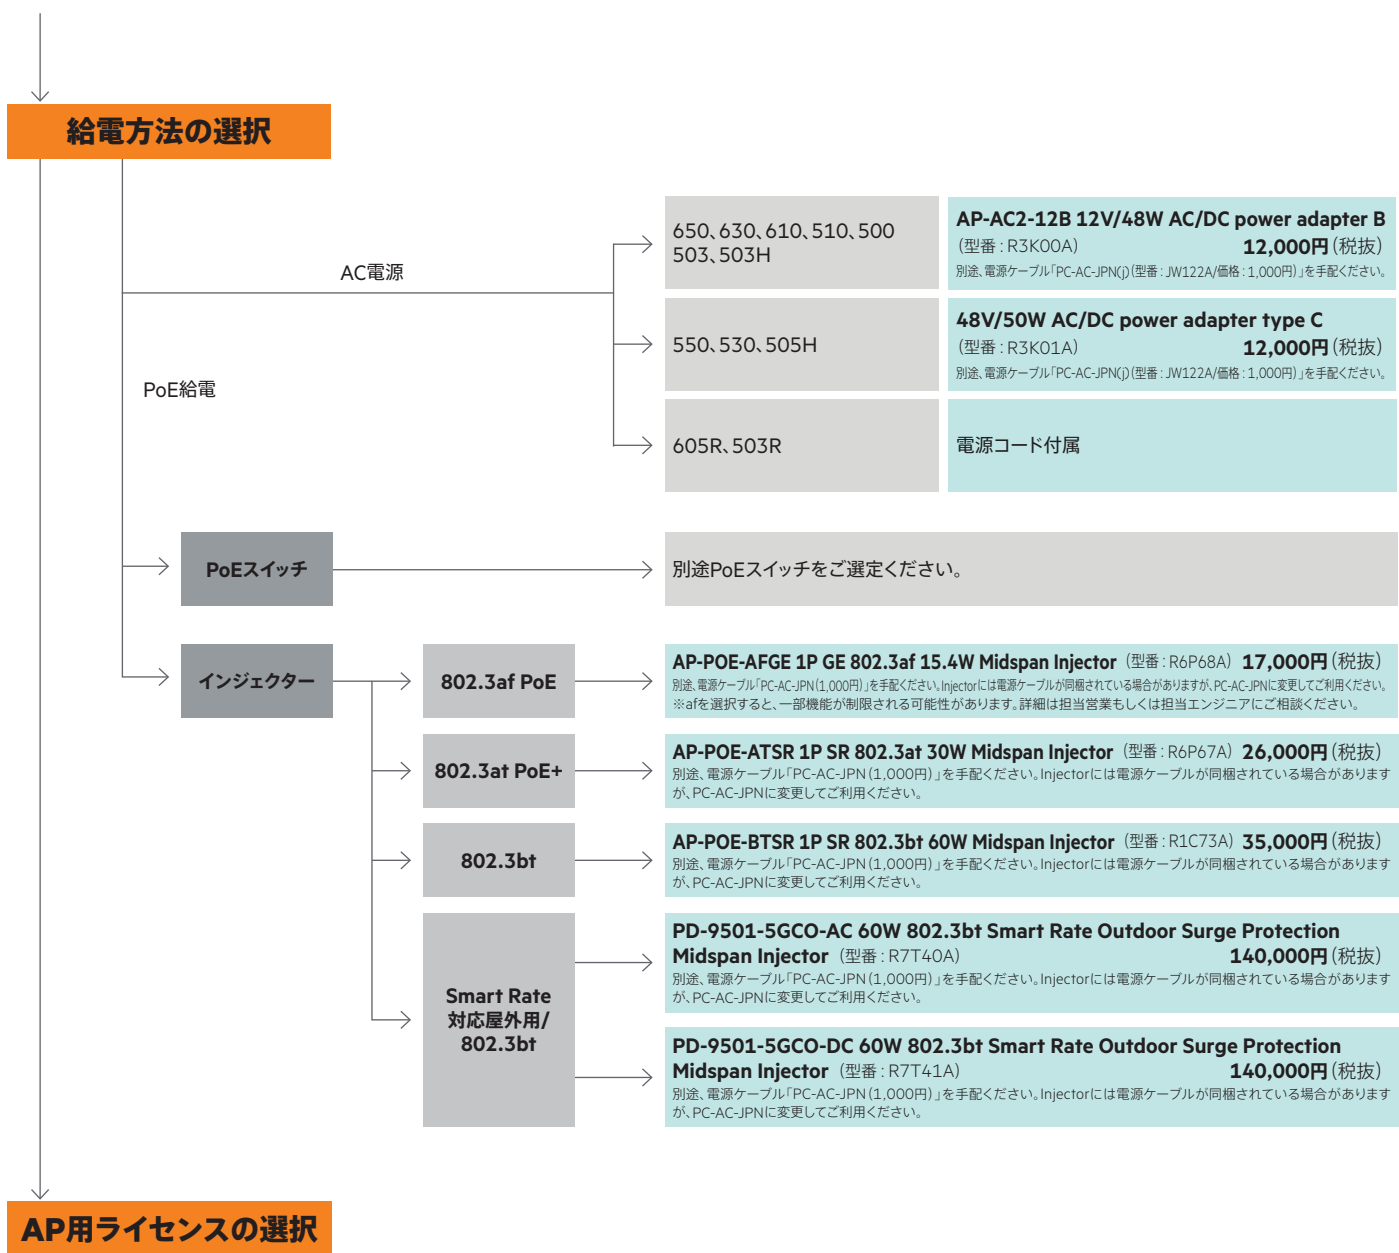 給電方法の選択
AC電源
650、630、610、510、500
503、503H
AP-AC2-12B 12V/48W AC/DC power adapter B
（型番：R3K00A） 12,000円（税抜）
別途、電源ケーブル「PC-AC-JPN(j)（型番：JW122A/価格：1,000円）」を手配ください。
550、530、505H
48V/50W AC/DC power adapter type C
（型番：R3K01A） 12,000円（税抜）
別途、電源ケーブル「PC-AC-JPN(j)（型番：JW122A/価格：1,000円）」を手配ください。
605R、503R
電源コード付属
PoE給電
PoEスイッチ
別途PoEスイッチをご選定ください。
インジェクター
802.3af PoE
AP-POE-AFGE 1P GE 802.3af 15.4W Midspan Injector（型番：R6P68A） 17,000円（税抜）
別途、電源ケーブル「PC-AC-JPN（1,000円）」を手配ください。Injectorには電源ケーブルが同梱されている場合がありますが、PC-AC-JPNに変更してご利用ください。
※afを選択すると、一部機能が制限される可能性があります。詳細は担当営業もしくは担当エンジニアにご相談ください。
802.3at PoE+
AP-POE-ATSR 1P SR 802.3at 30W Midspan Injector（型番：R6P67A） 26,000円（税抜）
別途、電源ケーブル「PC-AC-JPN（1,000円）」を手配ください。Injectorには電源ケーブルが同梱されている場合があります
が、PC-AC-JPNに変更してご利用ください。
802.3bt
AP-POE-BTSR 1P SR 802.3bt 60W Midspan Injector（型番：R1C73A） 35,000円（税抜）
別途、電源ケーブル「PC-AC-JPN（1,000円）」を手配ください。Injectorには電源ケーブルが同梱されている場合があります
が、PC-AC-JPNに変更してご利用ください。
Smart Rate
対応屋外用/
802.3bt
PD-9501-5GCO-AC 60W 802.3bt Smart Rate Outdoor Surge Protection
Midspan Injector（型番：R7T40A） 140,000円（税抜）
別途、電源ケーブル「PC-AC-JPN（1,000円）」を手配ください。Injectorには電源ケーブルが同梱されている場合があります
が、PC-AC-JPNに変更してご利用ください。
PD-9501-5GCO-DC 60W 802.3bt Smart Rate Outdoor Surge Protection
Midspan Injector（型番：R7T41A） 140,000円（税抜）
別途、電源ケーブル「PC-AC-JPN（1,000円）」を手配ください。Injectorには電源ケーブルが同梱されている場合があります
が、PC-AC-JPNに変更してご利用ください。
AP用ライセンスの選択